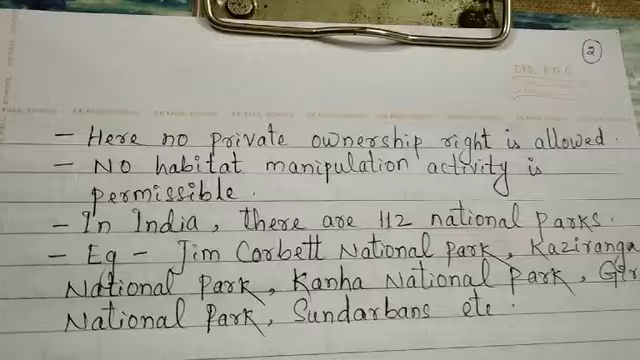 2
- Here no private ownership right is allowed.
- No habitat manipulation activity is
permissible.
- In India, there are 112 national parks.
- Eg - Jim Corbett National Park, Kaziranga
National Park, Kanha National Park, Gir
National Park, Sundarbans etc.